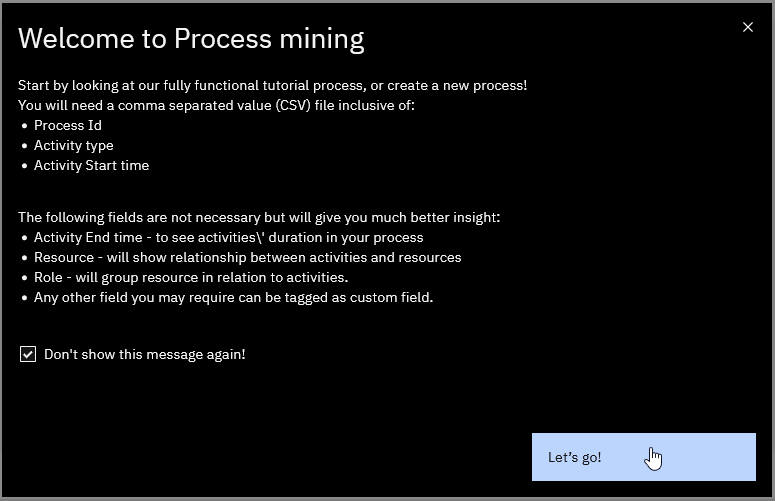 Welcome to Process mining
Start by looking at our fully functional tutorial process, or create a new process!
You will need a comma separated value (CSV) file inclusive of:
• Process Id
• Activity type
• Activity Start time
The following fields are not necessary but will give you much better insight:
• Activity End time - to see activities\' duration in your process
• Resource - will show relationship between activities and resources
• Role - will group resource in relation to activities.
• Any other field you may require can be tagged as custom field.
Don't show this message again!
Let’s go!